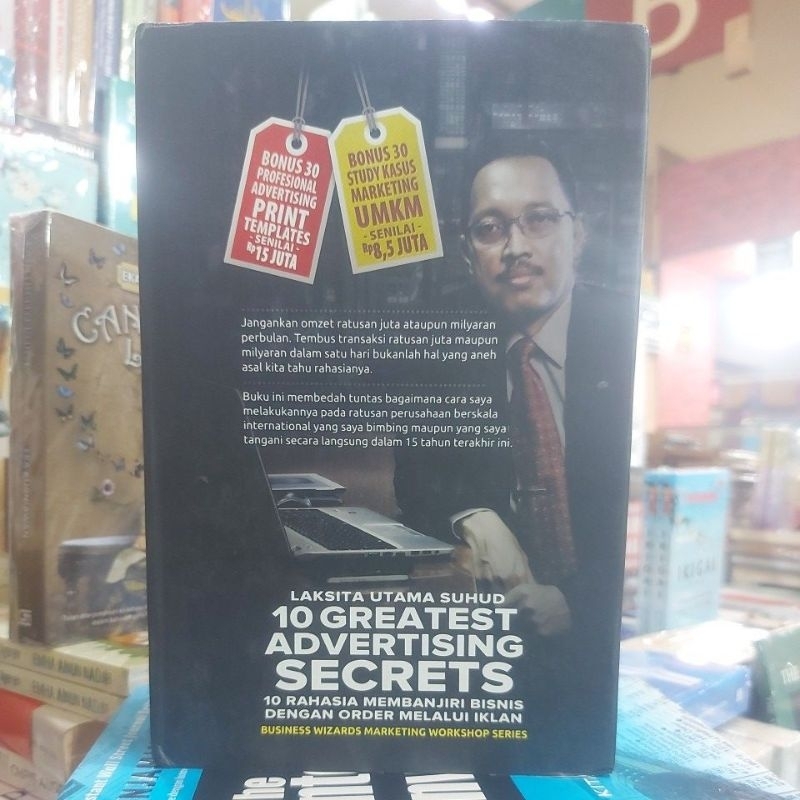 BONUS 30
PROFESIONAL
ADVERTISING
PRINT
TEMPLATES
- SENILAI -
Rp15 JUTA
BONUS 30
STUDY KASUS
MARKETING
UMKM
- SENILAI -
Rp8,5 JUTA
Jangankan omzet ratusan juta ataupun milyaran
perbulan. Tembus transaksi ratusan juta maupun
milyaran dalam satu hari bukanlah hal yang aneh
asal kita tahu rahasianya.
Buku ini membedah tuntas bagaimana cara saya
melakukannya pada ratusan perusahaan berskala
international yang saya bimbing maupun yang saya
tangani secara langsung dalam 15 tahun terakhir ini.
LAKSITA UTAMA SUHUD
10 GREATEST
ADVERTISING
SECRETS
10 RAHASIA MEMBANJIRI BISNIS
DENGAN ORDER MELALUI IKLAN
BUSINESS WIZARDS MARKETING WORKSHOP SERIES
CAN
L
IKIGAI
the